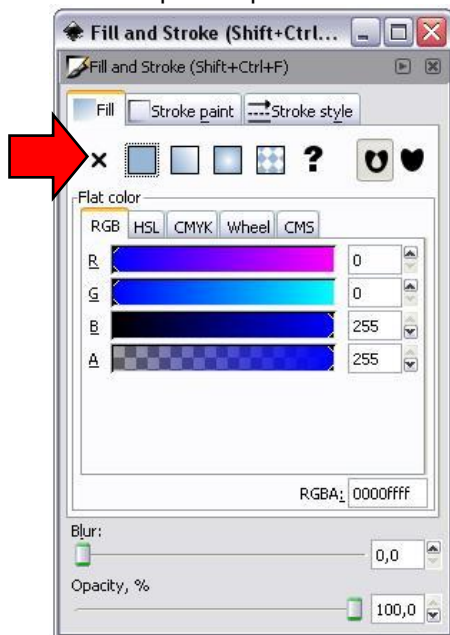 Fill and Stroke (Shift+Ctrl...
Fill and Stroke (Shift+Ctrl+F)
Fill Stroke paint Stroke style
?
Flat color
RGB HSL CMYK Wheel CMS
R 0
G 0
B 255
A 255
RGBA: 0000ffff
Blur:
0,0
Opacity, %
100,0